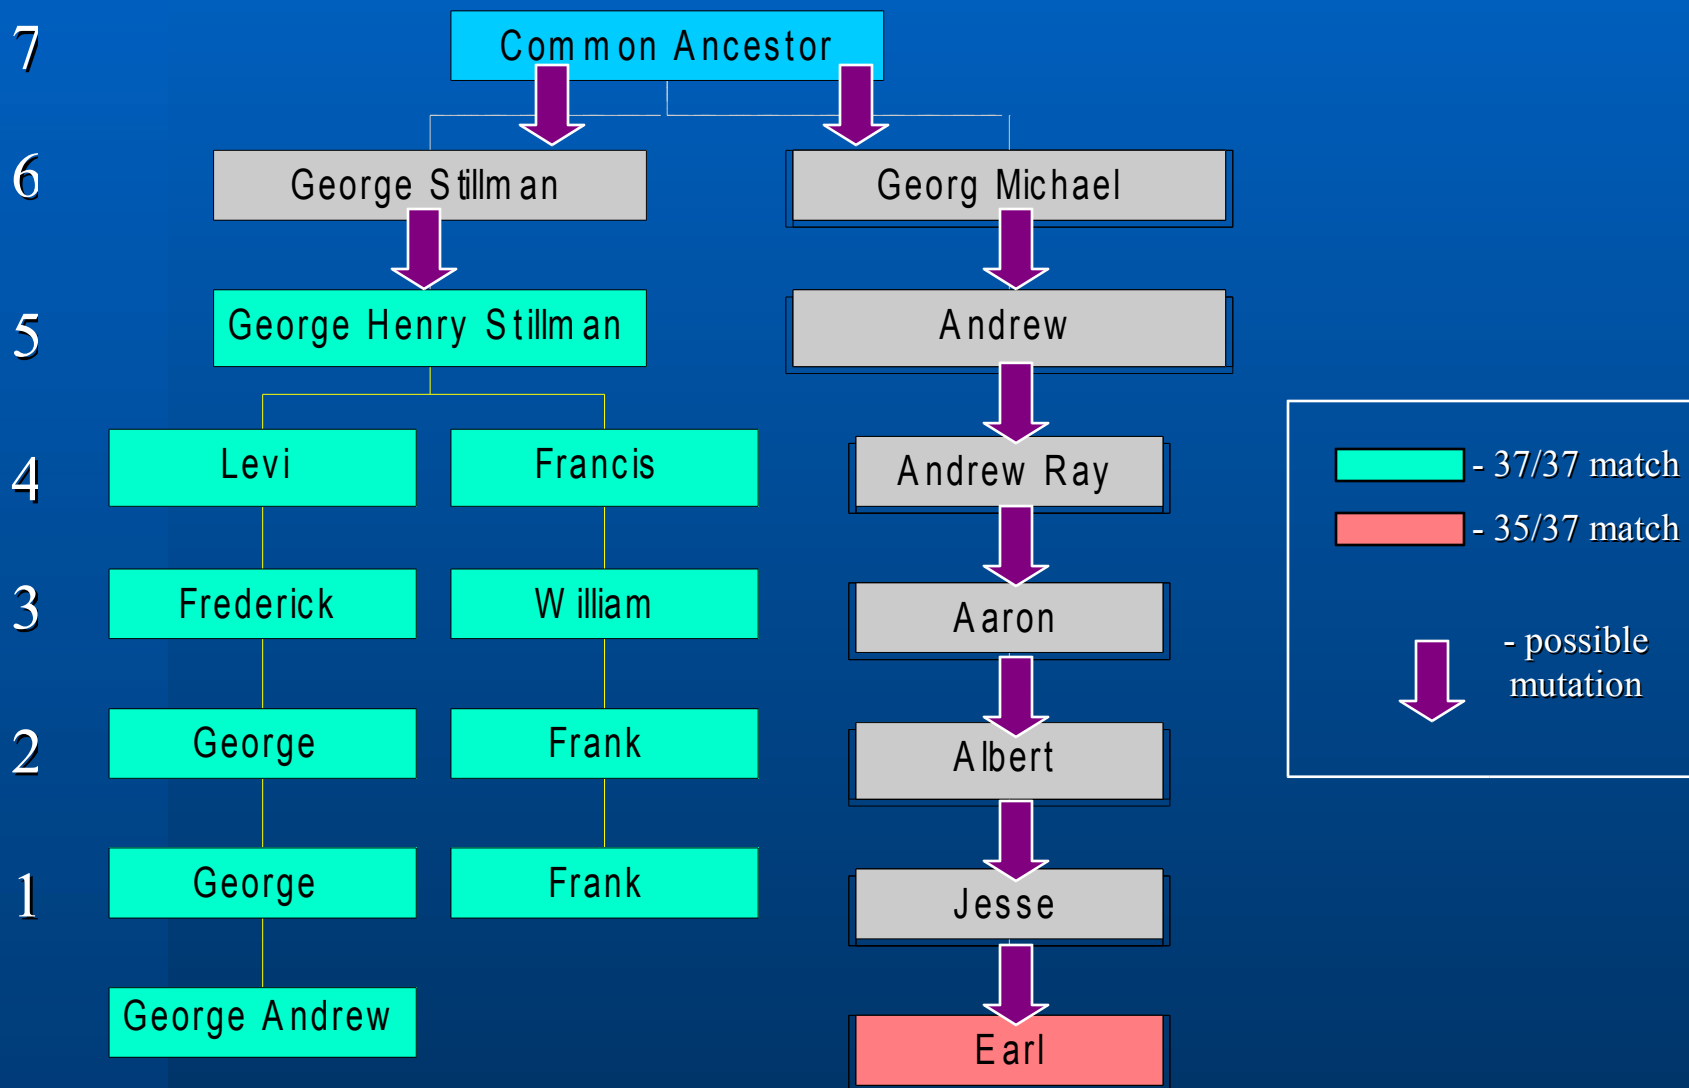 7
Common Ancestor
6
George Stillman
Georg Michael
5
George Henry Stillman
Andrew
4
Levi
Francis
Andrew Ray
3
Frederick
William
Aaron
2
George
Frank
Albert
1
George
Frank
Jesse
George Andrew
Earl
- 37/37 match
- 35/37 match
- possible
mutation